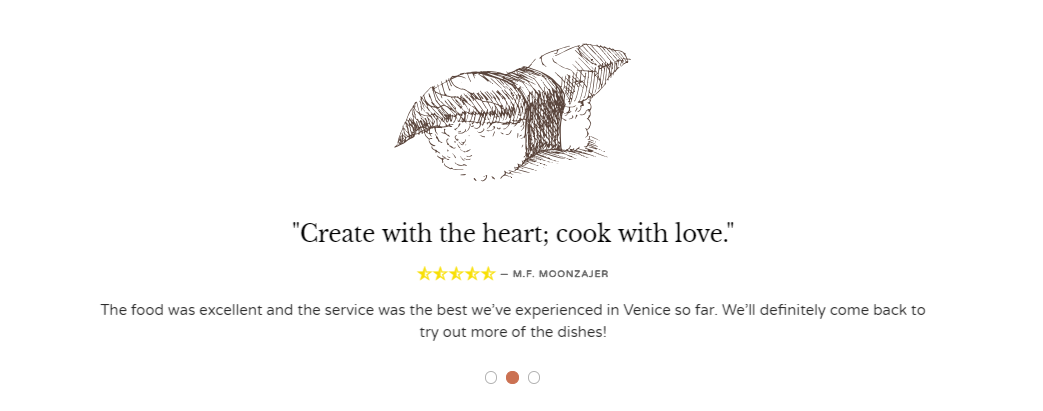 "Create with the heart; cook with love."
— M.F. MOONZAJER
The food was excellent and the service was the best we’ve experienced in Venice so far. We’ll definitely come back to
try out more of the dishes!